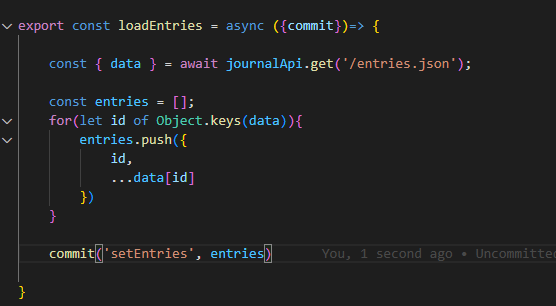 export const loadEntries = async ({commit})=> {
const { data } = await journalApi.get('/entries.json');
const entries = [];
for(let id of Object.keys(data)){
entries.push({
id,
...data[id]
})
}
commit('setEntries', entries) You, 1 second ago • Uncommitted
}